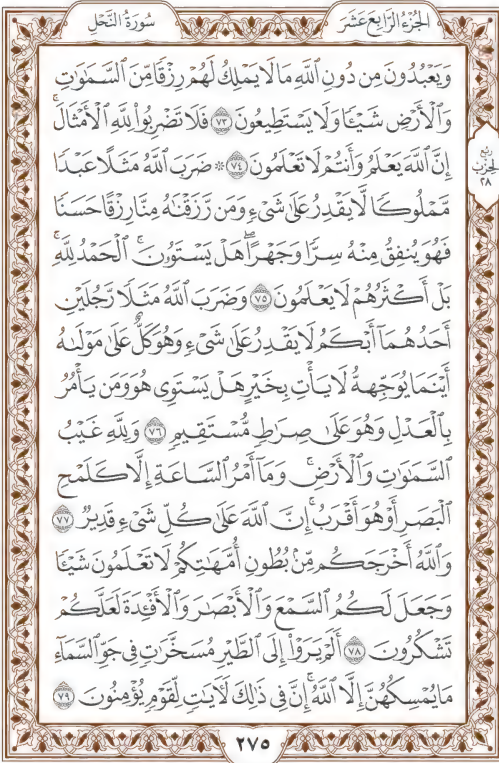 الجزء الرابع عشر
سورة النحل
وَيَعْبُدُونَ مِن دُونِ ٱللَّهِ مَا لَا يَمْلِكُ لَهُمْ رِزْقًا مِّنَ ٱلسَّمَٰوَٰتِ
وَٱلْأَرْضِ شَيْـًٔا وَلَا يَسْتَطِيعُونَ ٧٣ فَلَا تَضْرِبُوا۟ لِلَّهِ ٱلْأَمْثَالَ ۚ
إِنَّ ٱللَّهَ يَعْلَمُ وَأَنتُمْ لَا تَعْلَمُونَ ٧٤ ۞ ضَرَبَ ٱللَّهُ مَثَلًا عَبْدًا
مَّمْلُوكًا لَّا يَقْدِرُ عَلَىٰ شَىْءٍ وَمَن رَّزَقْنَٰهُ مِنَّا رِزْقًا حَسَنًا
فَهُوَ يُنفِقُ مِنْهُ سِرًّا وَجَهْرًا ۖ هَلْ يَسْتَوُۥنَ ۚ ٱلْحَمْدُ لِلَّهِ ۚ
بَلْ أَكْثَرُهُمْ لَا يَعْلَمُونَ ٧٥ وَضَرَبَ ٱللَّهُ مَثَلًا رَّجُلَيْنِ
أَحَدُهُمَآ أَبْكَمُ لَا يَقْدِرُ عَلَىٰ شَىْءٍ وَهُوَ كَلٌّ عَلَىٰ مَوْلَىٰهُ
أَيْنَمَا يُوَجِّههُّ لَا يَأْتِ بِخَيْرٍ ۖ هَلْ يَسْتَوِى هُوَ وَمَن يَأْمُرُ
بِٱلْعَدْلِ ۙ وَهُوَ عَلَىٰ صِرَٰطٍ مُّسْتَقِيمٍ ٧٦ وَلِلَّهِ غَيْبُ
ٱلسَّمَٰوَٰتِ وَٱلْأَرْضِ ۚ وَمَآ أَمْرُ ٱلسَّاعَةِ إِلَّا كَلَمْحِ
ٱلْبَصَرِ أَوْ هُوَ أَقْرَبُ ۚ إِنَّ ٱللَّهَ عَلَىٰ كُلِّ شَىْءٍ قَدِيرٌ ٧٧
وَٱللَّهُ أَخْرَجَكُم مِّنۢ بُطُونِ أُمَّهَٰتِكُمْ لَا تَعْلَمُونَ شَيْـًٔا
وَجَعَلَ لَكُمُ ٱلسَّمْعَ وَٱلْأَبْصَٰرَ وَٱلْأَفْـِٔدَةَ ۙ لَعَلَّكُمْ
تَشْكُرُونَ ٧٨ أَلَمْ يَرَوْا۟ إِلَى ٱلطَّيْرِ مُسَخَّرَٰتٍ فِى جَوِّ ٱلسَّمَآءِ
مَا يُمْسِكُهُنَّ إِلَّا ٱللَّهُ ۗ إِنَّ فِى ذَٰلِكَ لَـَٔايَٰتٍ لِّقَوْمٍ يُؤْمِنُونَ ٧٩
ربع
الحزب
٢٨
٢٧٥